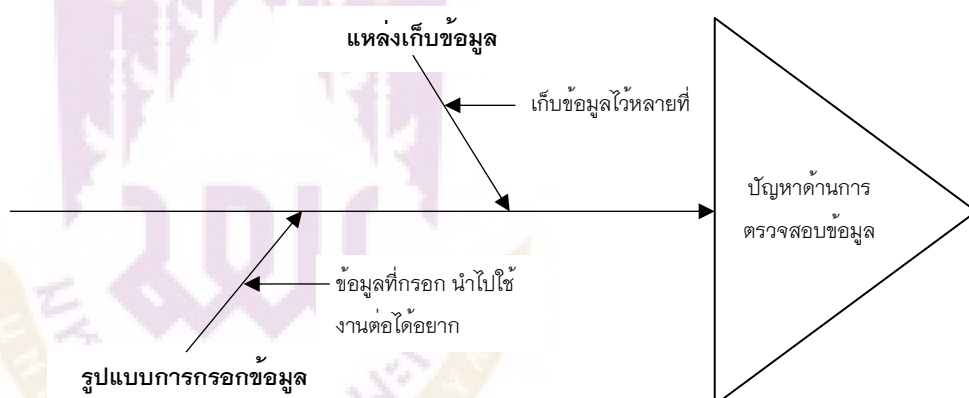 แหล่งเก็บข้อมูล
เก็บข้อมูลไว้หลายที่
ปัญหาด้านการ
ตรวจสอบข้อมูล
ข้อมูลที่กรอก นำไปใช้
งานต่อได้อยาก
รูปแบบการกรอกข้อมูล